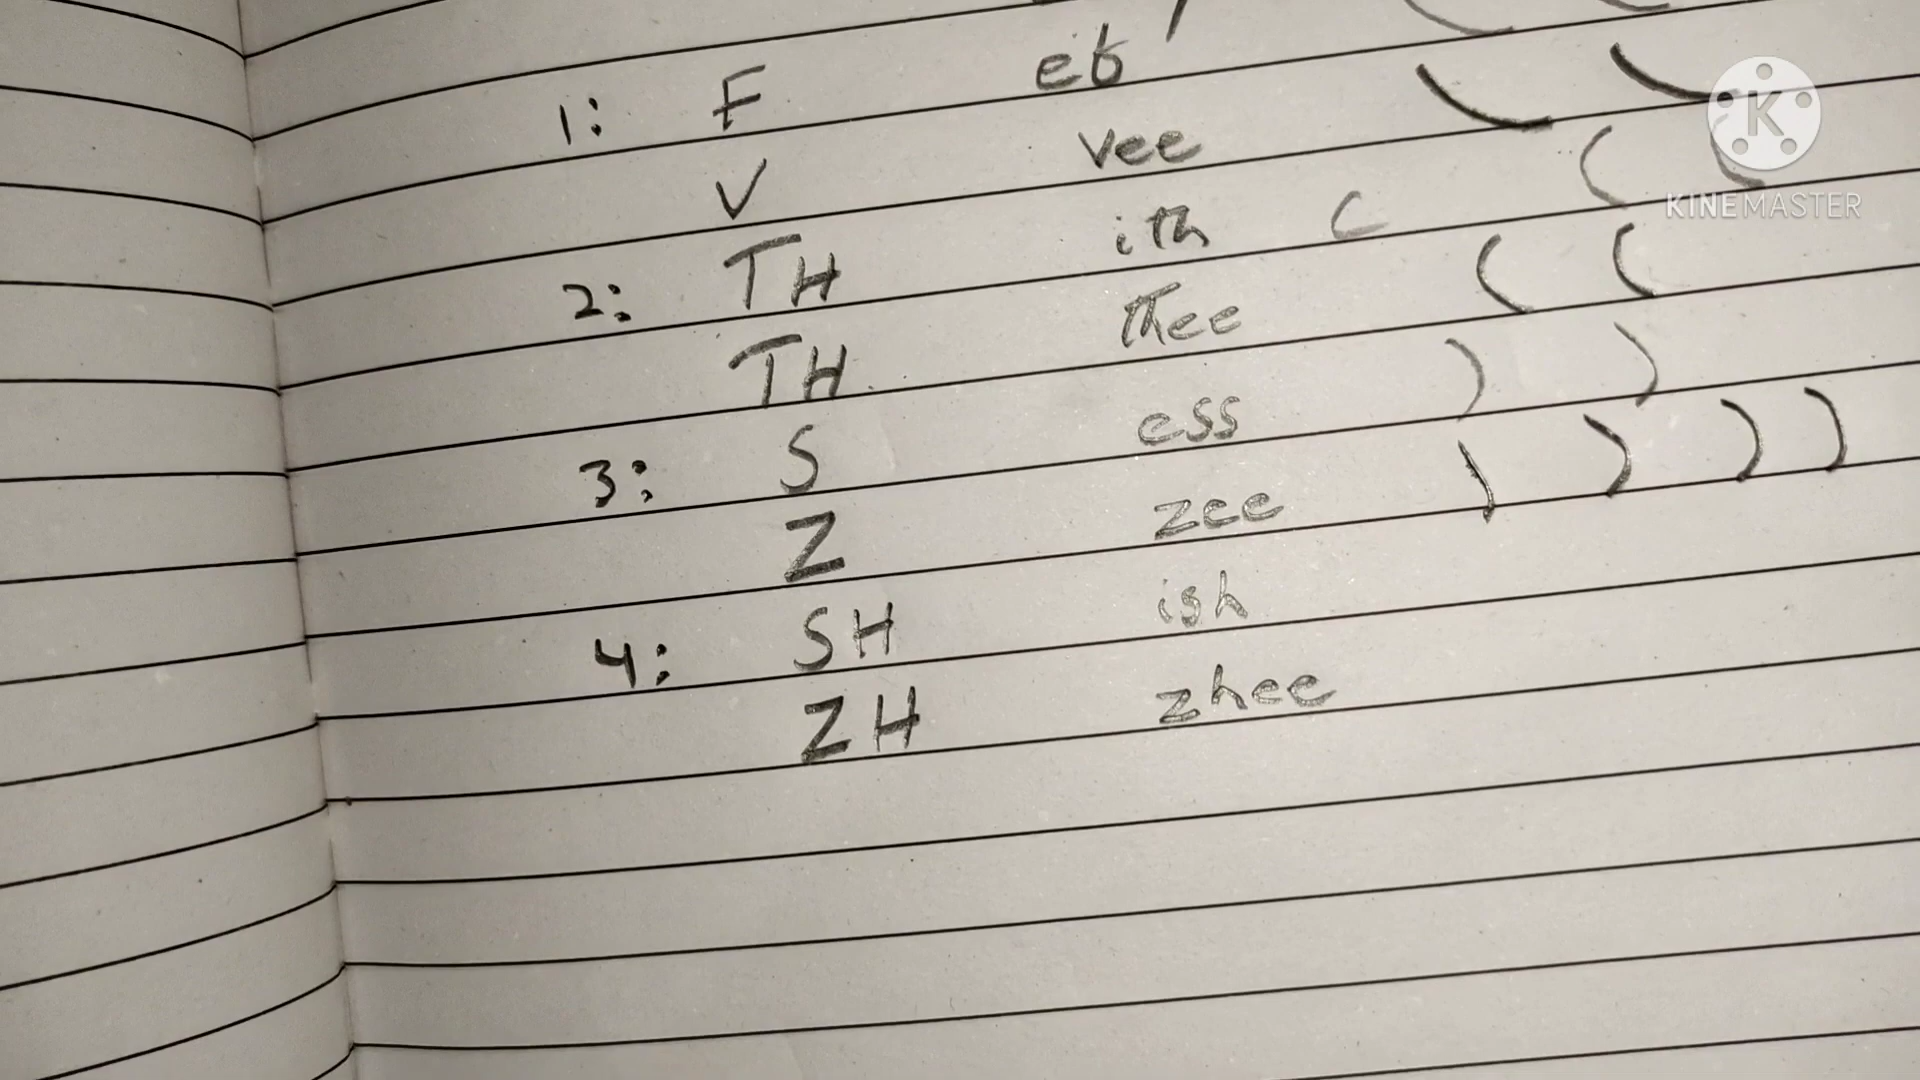 1: F ef
V vee
2: TH ith
TH thee
3: S ess
Z zee
4: SH ish
ZH zhee
K
KINEMASTER